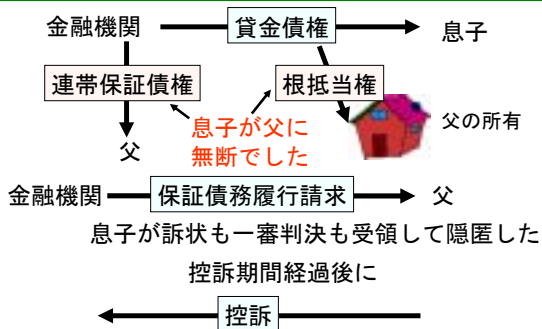 金融機関 貸金債権 息子
連帯保証債権 根抵当権
息子が父に
無断でした
父の所有
父
金融機関 保証債務履行請求 父
息子が訴状も一審判決も受領して隠匿した
控訴期間経過後に
控訴